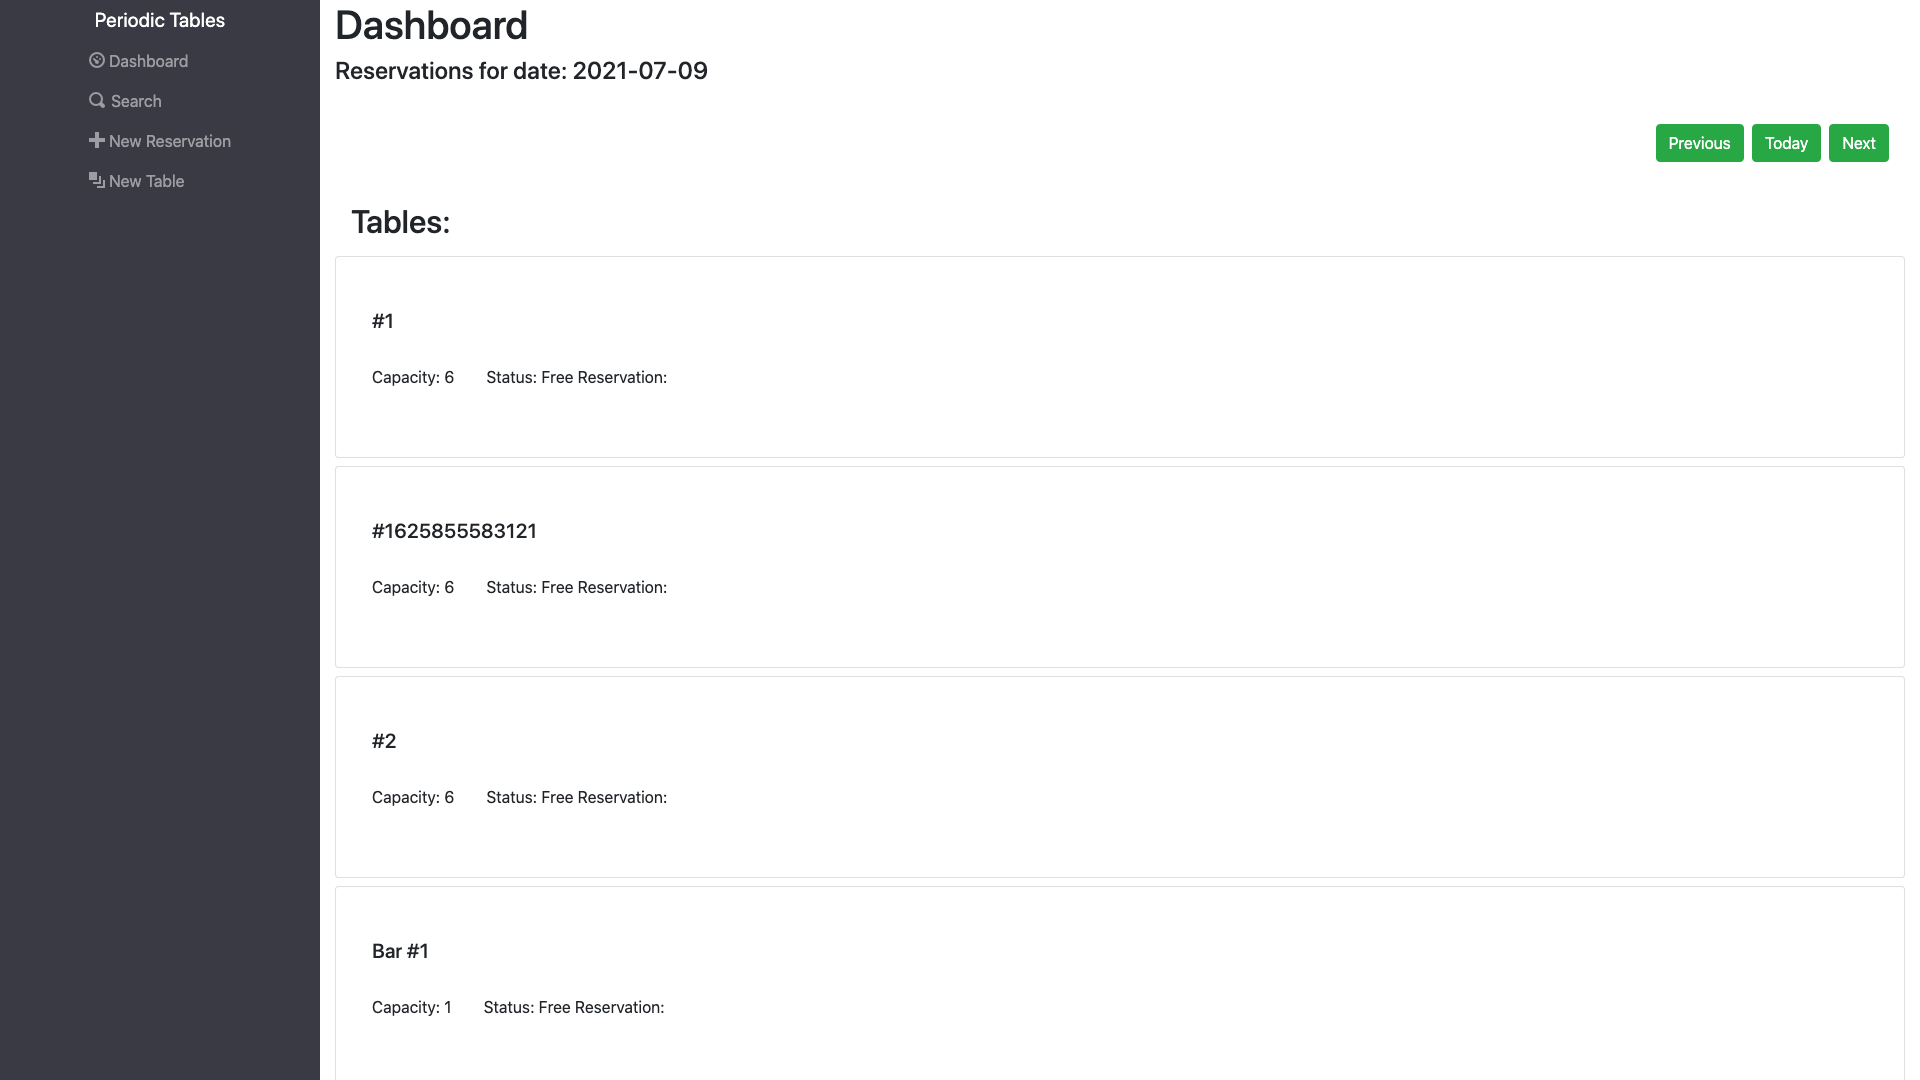 Periodic Tables
Dashboard
Search
New Reservation
New Table
Dashboard
Reservations for date: 2021-07-09
Previous Today Next
Tables:
#1
Capacity: 6 Status: Free Reservation:
#1625855583121
Capacity: 6 Status: Free Reservation:
#2
Capacity: 6 Status: Free Reservation:
Bar #1
Capacity: 1 Status: Free Reservation: